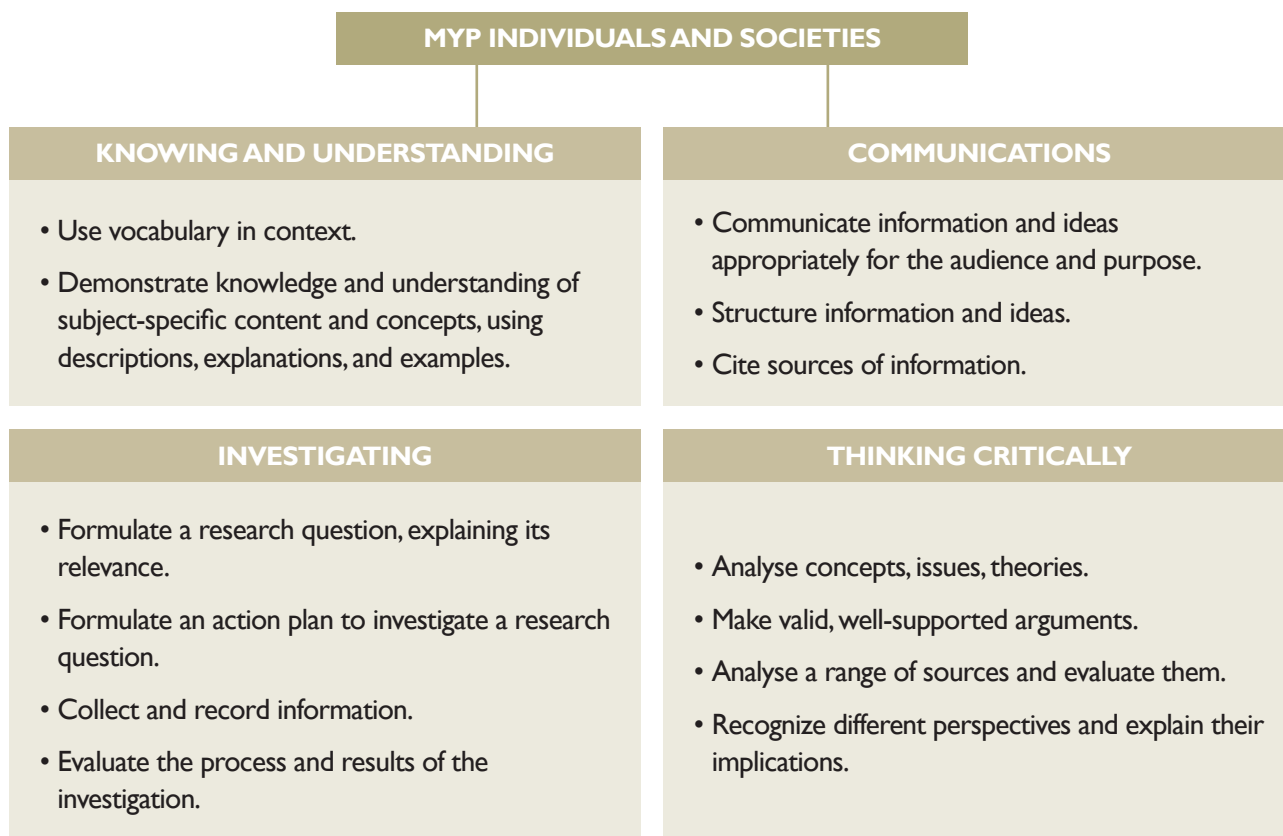 MYP INDIVIDUALS AND SOCIETIES
KNOWING AND UNDERSTANDING
• Use vocabulary in context.
• Demonstrate knowledge and understanding of
subject-specific content and concepts, using
descriptions, explanations, and examples.
COMMUNICATIONS
• Communicate information and ideas
appropriately for the audience and purpose.
• Structure information and ideas.
• Cite sources of information.
INVESTIGATING
• Formulate a research question, explaining its
relevance.
• Formulate an action plan to investigate a research
question.
• Collect and record information.
• Evaluate the process and results of the
investigation.
THINKING CRITICALLY
• Analyse concepts, issues, theories.
• Make valid, well-supported arguments.
• Analyse a range of sources and evaluate them.
• Recognize different perspectives and explain their
implications.